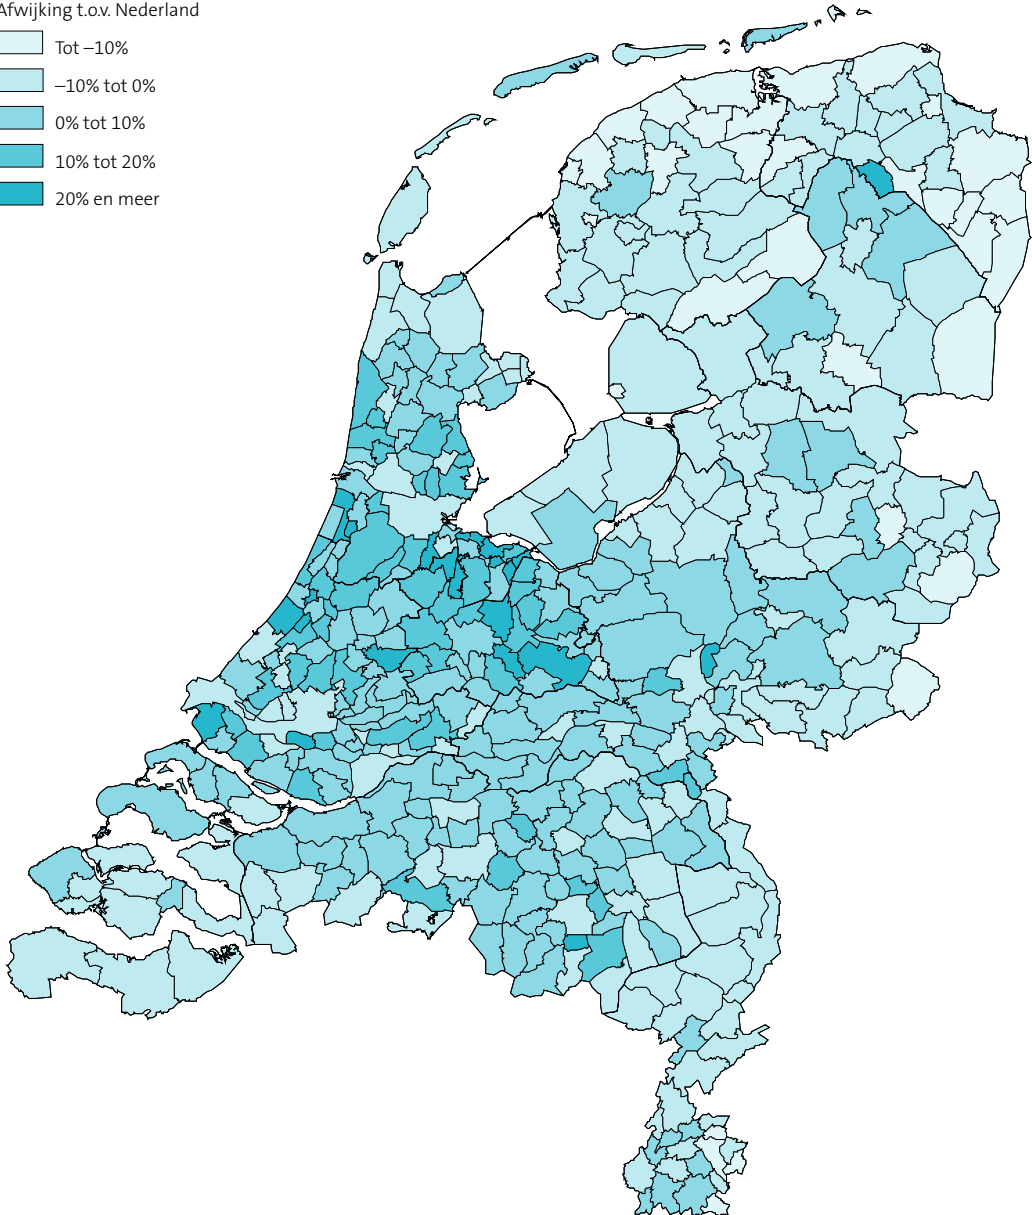 Afwijking t.o.v. Nederland
Tot –10%
–10% tot 0%
0% tot 10%
10% tot 20%
20% en meer